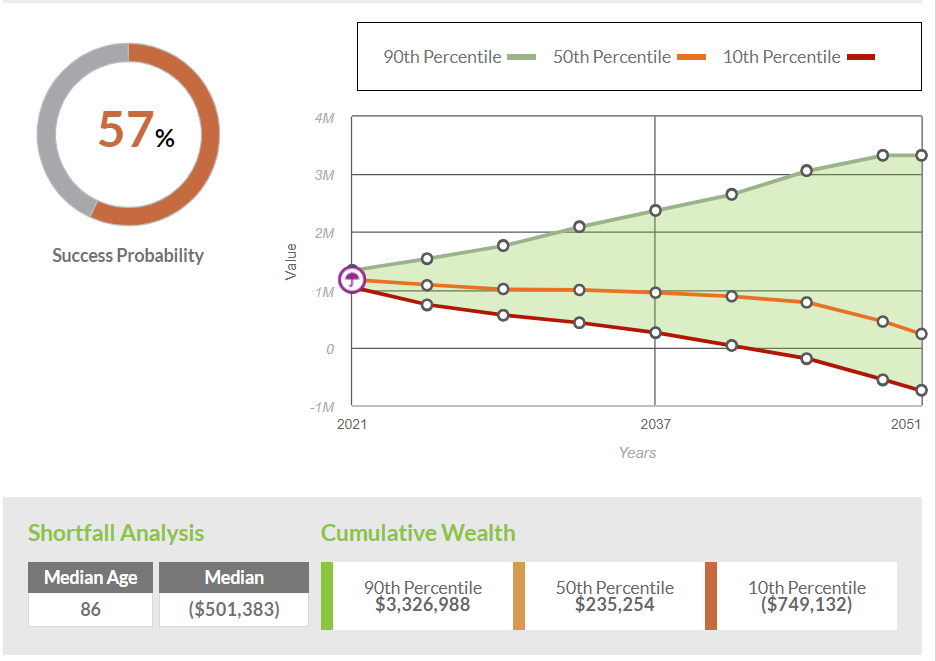 90th Percentile 50th Percentile 10th Percentile
57%
Success Probability
4M
3M
2M
1M
0
-1M
Value
2021 2037 2051
Years
Shortfall Analysis
Median Age Median
86 ($501,383)
Cumulative Wealth
90th Percentile
$3,326,988
50th Percentile
$235,254
10th Percentile
($749,132)